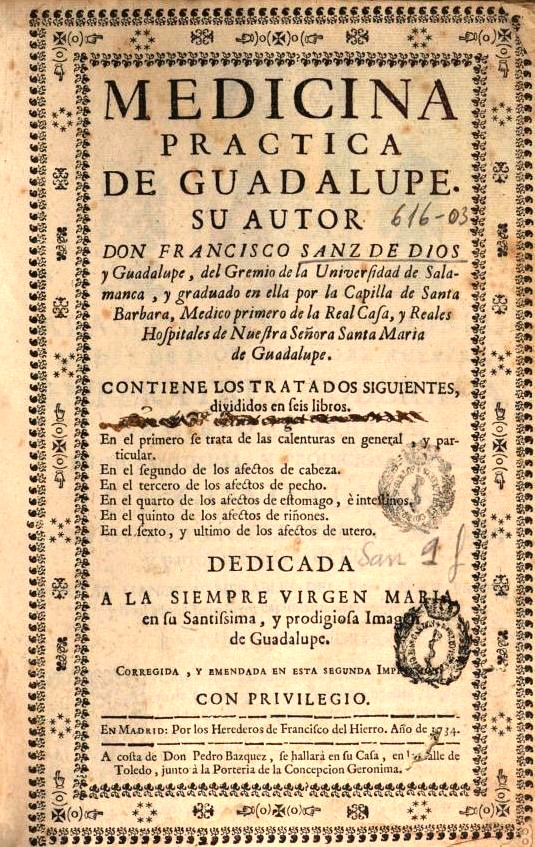 MEDICINA
PRACTICA
DE GUADALUPE.
SU AUTOR
616-03
DON FRANCISCO SANZ DE DIOS
y Guadalupe, del Gremio de la Univerſidad de Sala-
manca, y graduado en ella por la Capilla de Santa
Barbara, Medico primero de la Real Caſa, y Reales
Hoſpitales de Nueſtra Señora Santa Maria
de Guadalupe.
CONTIENE LOS TRATADOS SIGUIENTES,
divididos en ſeis libros.
En el primero ſe trata de las calenturas en general, y par-
ticular.
En el ſegundo de los afectos de cabeza.
En el tercero de los afectos de pecho.
En el quarto de los afectos de eſtomago, è inteſtinos.
En el quinto de los afectos de riñones.
En el ſexto, y ultimo de los afectos de utero.
San
DEDICADA
A LA SIEMPRE VIRGEN MARIA
en ſu Santiſsima, y prodigioſa Imagen
de Guadalupe.
CORREGIDA, Y EMENDADA EN ESTA SEGUNDA IMPRESSION.
CON PRIVILEGIO.
EN MADRID: Por los Herederos de Franciſco del Hierro. Año de 1734.
A coſta de Don Pedro Bazquez, ſe hallarà en ſu Caſa, en la Calle de
Toledo, junto à la Porteria de la Concepcion Geronima.